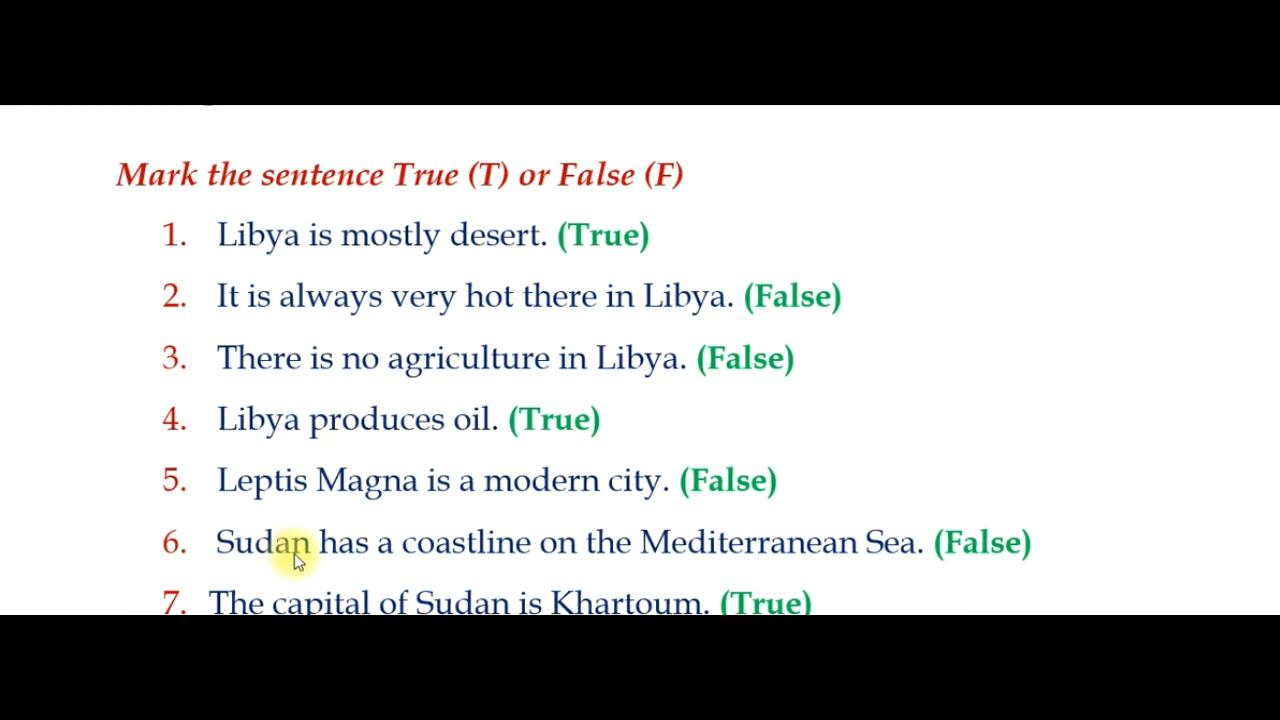 Mark the sentence True (T) or False (F)
1. Libya is mostly desert. (True)
2. It is always very hot there in Libya. (False)
3. There is no agriculture in Libya. (False)
4. Libya produces oil. (True)
5. Leptis Magna is a modern city. (False)
6. Sudan has a coastline on the Mediterranean Sea. (False)
7. The capital of Sudan is Khartoum. (True)